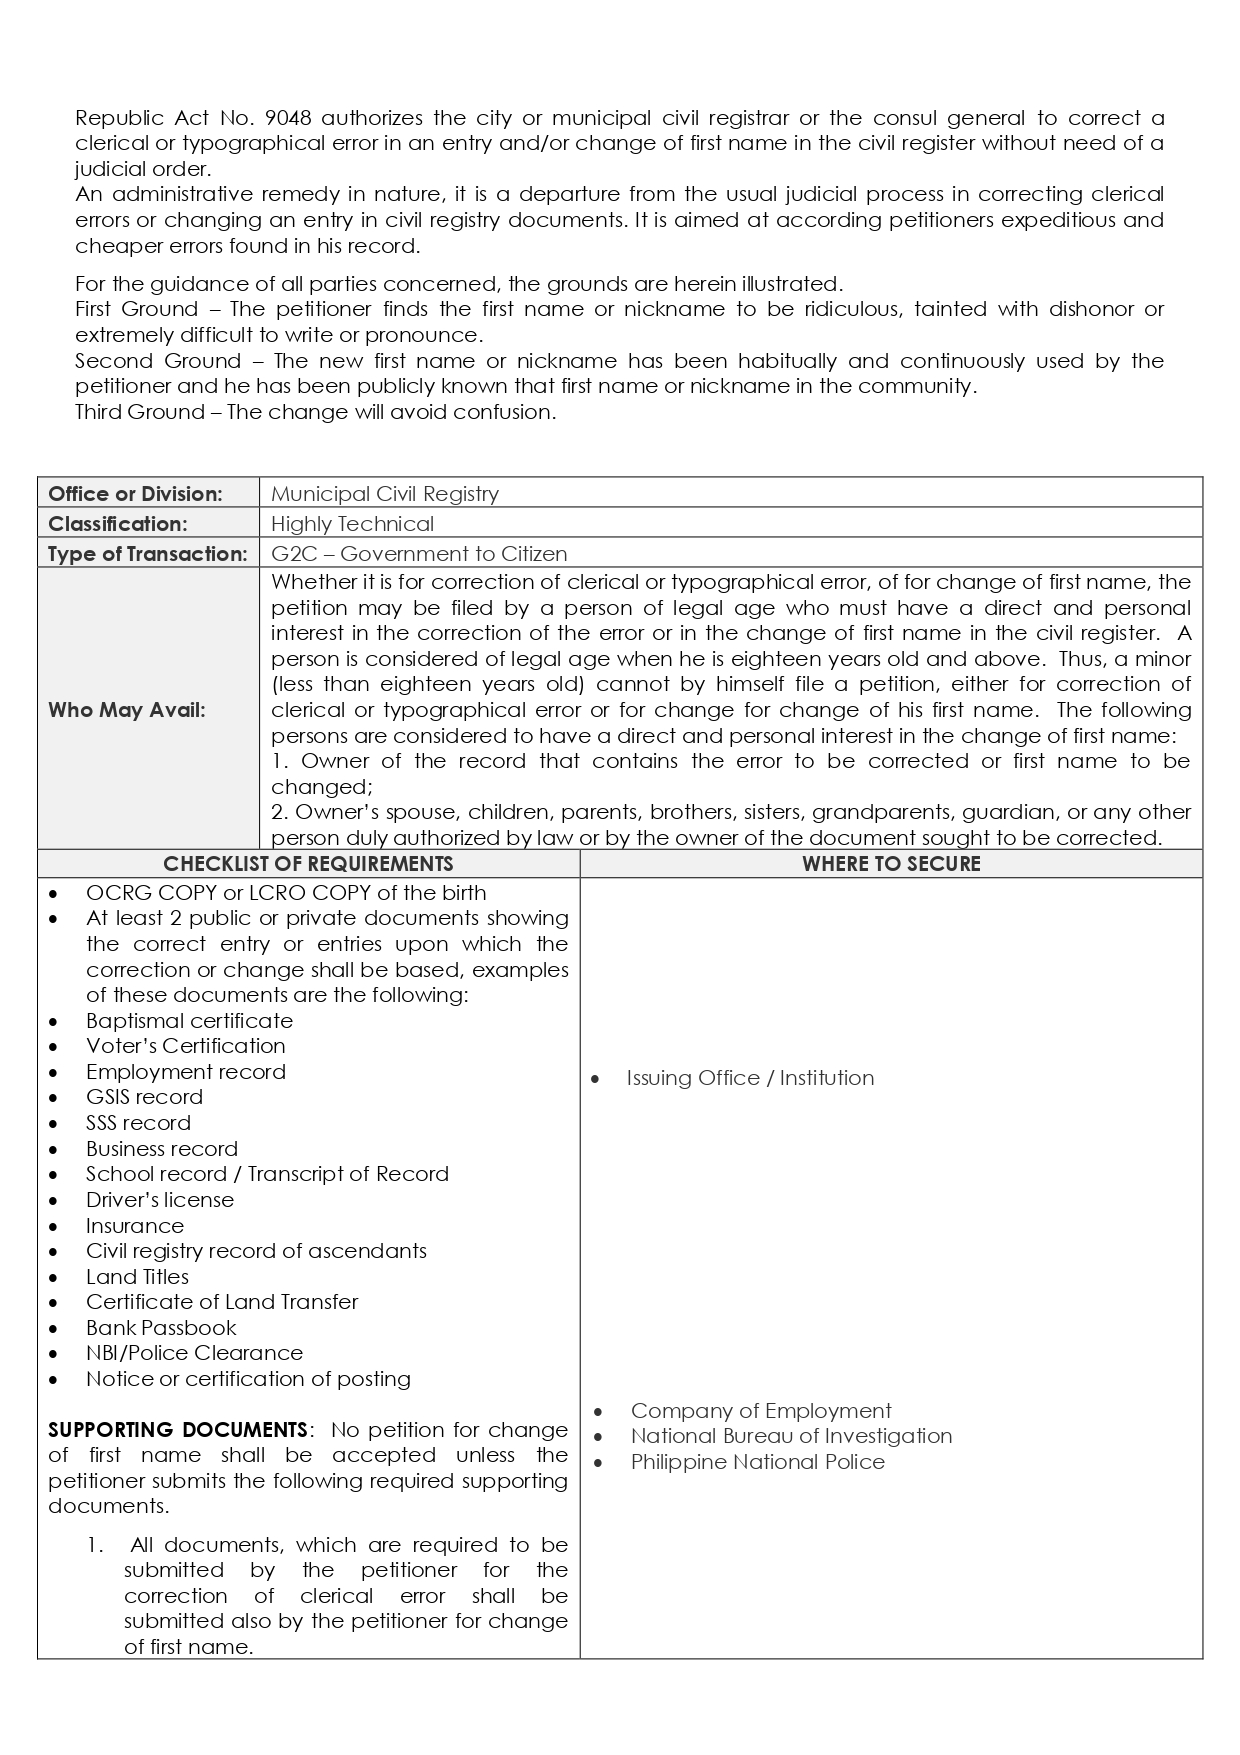 Republic Act No. 9048 authorizes the city or municipal civil registrar or the consul general to correct a
clerical or typographical error in an entry and/or change of first name in the civil register without need of a
judicial order.
An administrative remedy in nature, it is a departure from the usual judicial process in correcting clerical
errors or changing an entry in civil registry documents. It is aimed at according petitioners expeditious and
cheaper errors found in his record.
For the guidance of all parties concerned, the grounds are herein illustrated.
First Ground – The petitioner finds the first name or nickname to be ridiculous, tainted with dishonor or
extremely difficult to write or pronounce.
Second Ground – The new first name or nickname has been habitually and continuously used by the
petitioner and he has been publicly known that first name or nickname in the community.
Third Ground – The change will avoid confusion.
Office or Division: Municipal Civil Registry
Classification: Highly Technical
Type of Transaction: G2C – Government to Citizen
Who May Avail:
Whether it is for correction of clerical or typographical error, of for change of first name, the
petition may be filed by a person of legal age who must have a direct and personal
interest in the correction of the error or in the change of first name in the civil register. A
person is considered of legal age when he is eighteen years old and above. Thus, a minor
(less than eighteen years old) cannot by himself file a petition, either for correction of
clerical or typographical error or for change for change of his first name. The following
persons are considered to have a direct and personal interest in the change of first name:
1. Owner of the record that contains the error to be corrected or first name to be
changed;
2. Owner’s spouse, children, parents, brothers, sisters, grandparents, guardian, or any other
person duly authorized by law or by the owner of the document sought to be corrected.
CHECKLIST OF REQUIREMENTS
WHERE TO SECURE
• OCRG COPY or LCRO COPY of the birth
• At least 2 public or private documents showing
the correct entry or entries upon which the
correction or change shall be based, examples
of these documents are the following:
• Baptismal certificate
• Voter’s Certification
• Employment record
• GSIS record
• SSS record
• Business record
• School record / Transcript of Record
• Driver’s license
• Insurance
• Civil registry record of ascendants
• Land Titles
• Certificate of Land Transfer
• Bank Passbook
• NBI/Police Clearance
• Notice or certification of posting
SUPPORTING DOCUMENTS: No petition for change
of first name shall be accepted unless the
petitioner submits the following required supporting
documents.
1. All documents, which are required to be
submitted by the petitioner for the
correction of clerical error shall be
submitted also by the petitioner for change
of first name.
• Issuing Office / Institution
• Company of Employment
• National Bureau of Investigation
• Philippine National Police